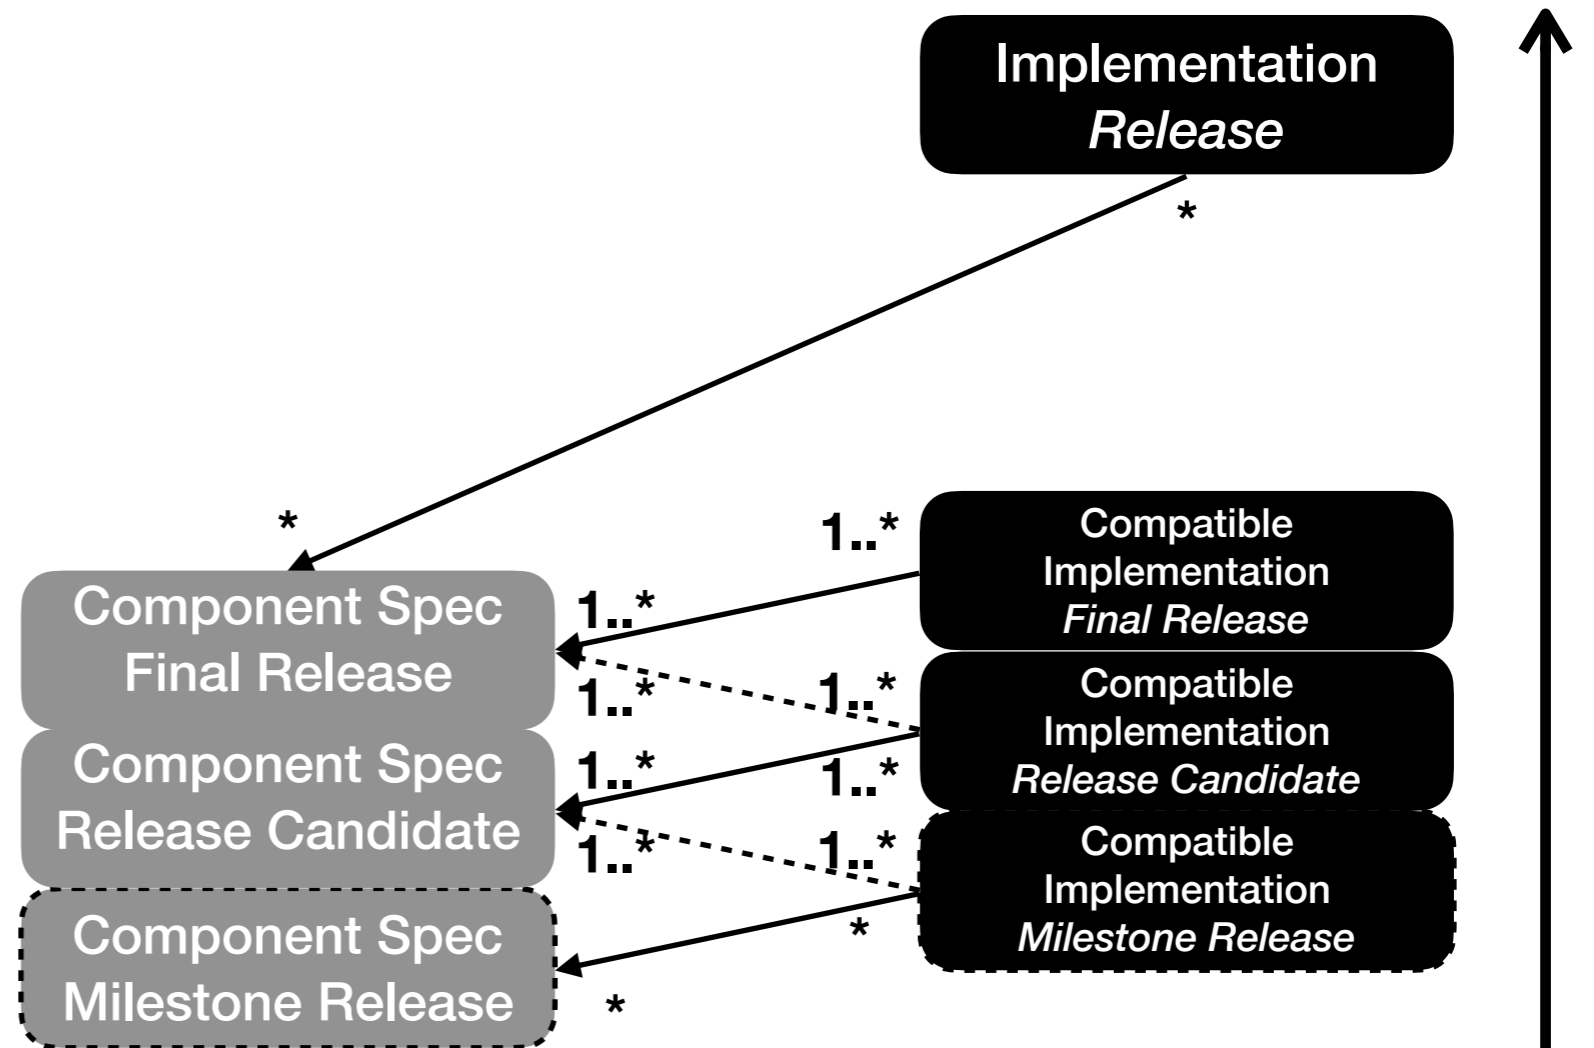 Implementation
Release
*
*
1..*
Compatible
Implementation
Final Release
Component Spec
Final Release
1..*
1..*
1..*
Compatible
Implementation
Release Candidate
Component Spec
Release Candidate
1..*
1..*
1..*
1..*
Compatible
Implementation
Milestone Release
Component Spec
Milestone Release
*
*